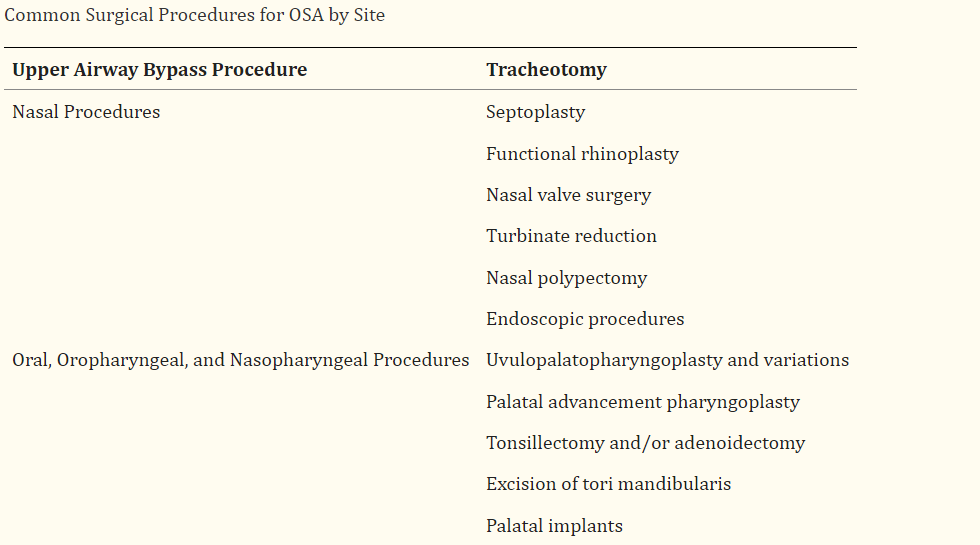 Common Surgical Procedures for OSA by Site
Upper Airway Bypass Procedure Tracheotomy
Nasal Procedures Septoplasty
Functional rhinoplasty
Nasal valve surgery
Turbinate reduction
Nasal polypectomy
Endoscopic procedures
Oral, Oropharyngeal, and Nasopharyngeal Procedures Uvulopalatopharyngoplasty and variations
Palatal advancement pharyngoplasty
Tonsillectomy and/or adenoidectomy
Excision of tori mandibularis
Palatal implants